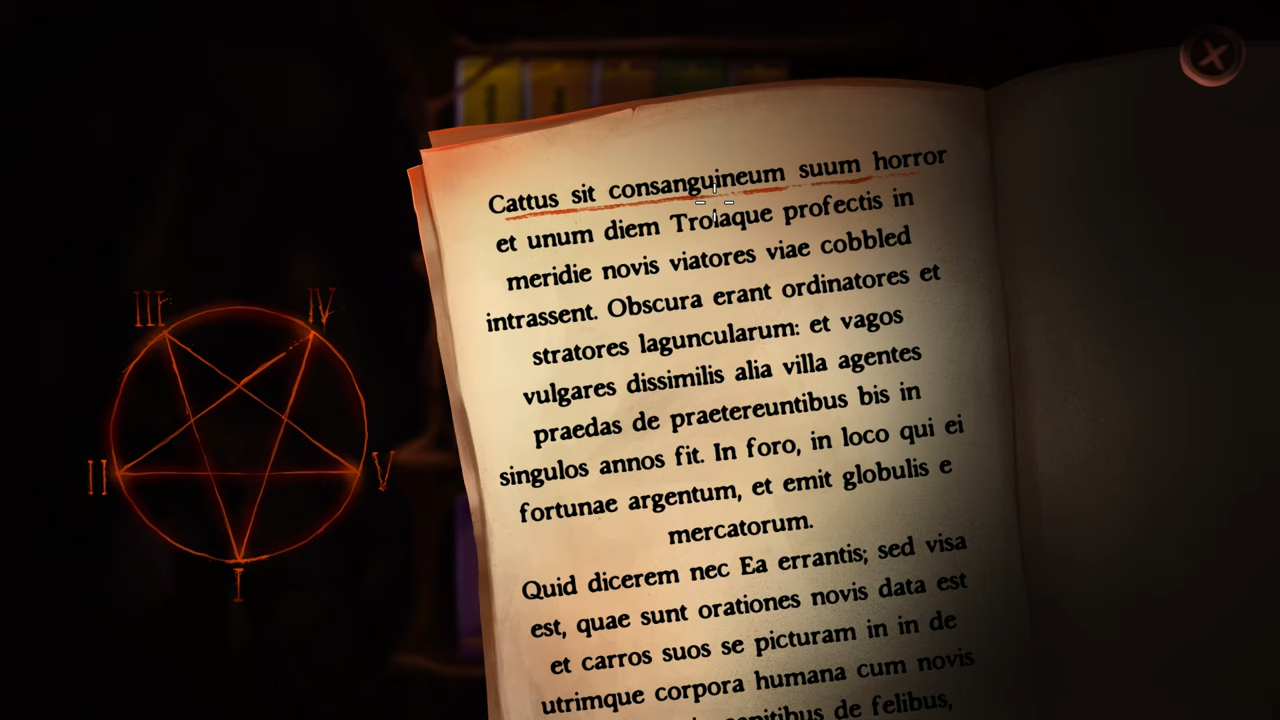 III
IV
II
V
I
Cattus sit consanguineum suum horror
et unum diem Troiaque profectis in
meridie novis viatores viae cobbled
intrassent. Obscura erant ordinatores et
stratores laguncularum: et vagos
vulgares dissimilis alia villa agentes
praedas de praetereuntibus bis in
singulos annos fit. In foro, in loco qui ei
fortunae argentum, et emit globulis e
mercatorum.
Quid dicerem nec Ea errantis; sed visa
est, quae sunt orationes novis data est
et carros suos se picturam in in de
utrimque corpora humana cum novis
capitibus de felibus,